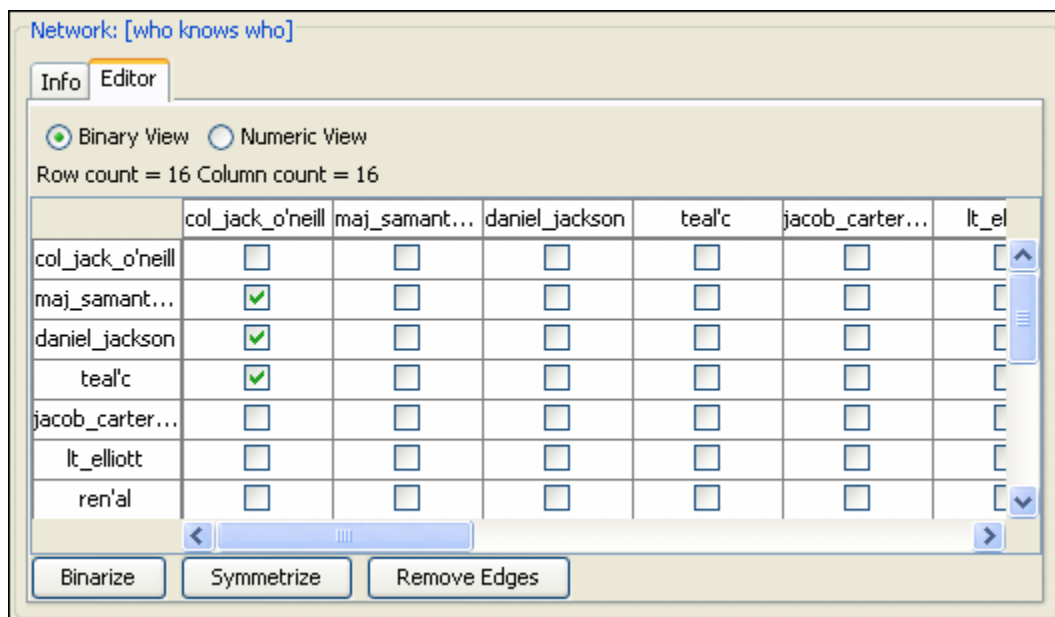 Network: [who knows who]
Info Editor
Binary View Numeric View
Row count = 16 Column count = 16
col_jack_o'neill maj_samant... daniel_jackson teal'c jacob_carter... lt_el
col_jack_o'neill
maj_samant...
daniel_jackson
teal'c
jacob_carter...
lt_elliott
ren'al
Binarize Symmetrize Remove Edges